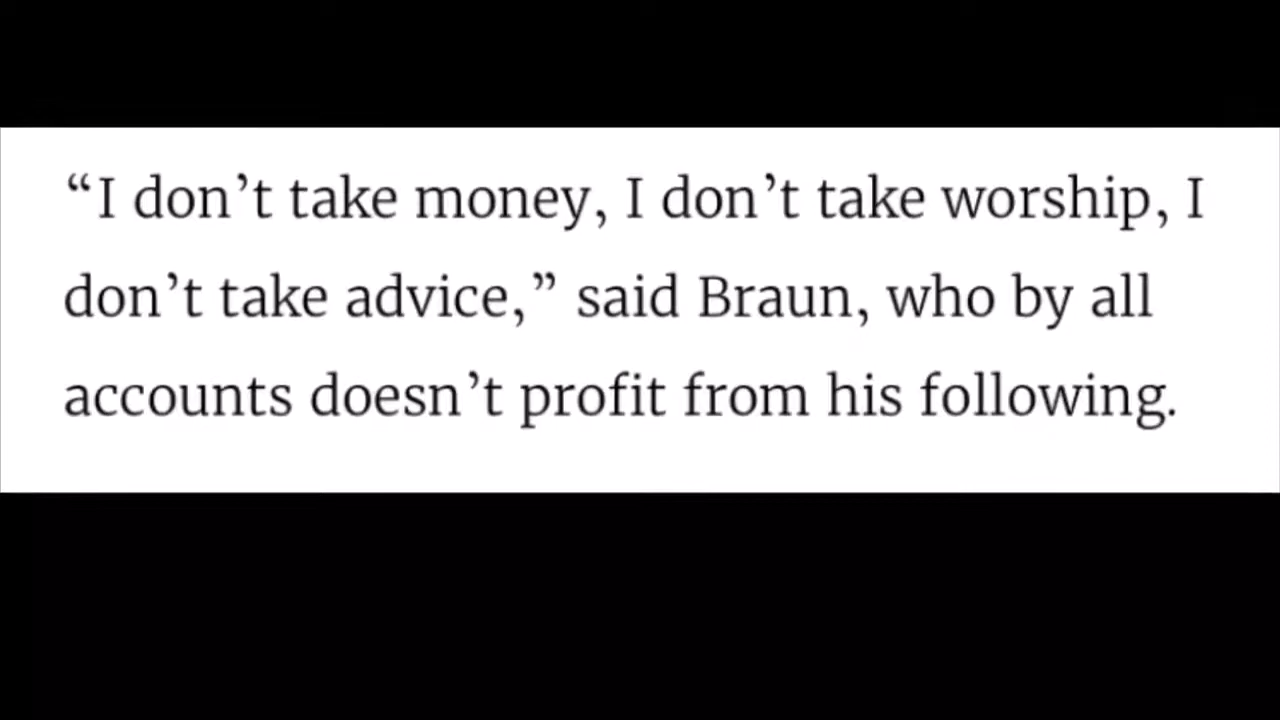 “I don’t take money, I don’t take worship, I
don’t take advice,” said Braun, who by all
accounts doesn’t profit from his following.